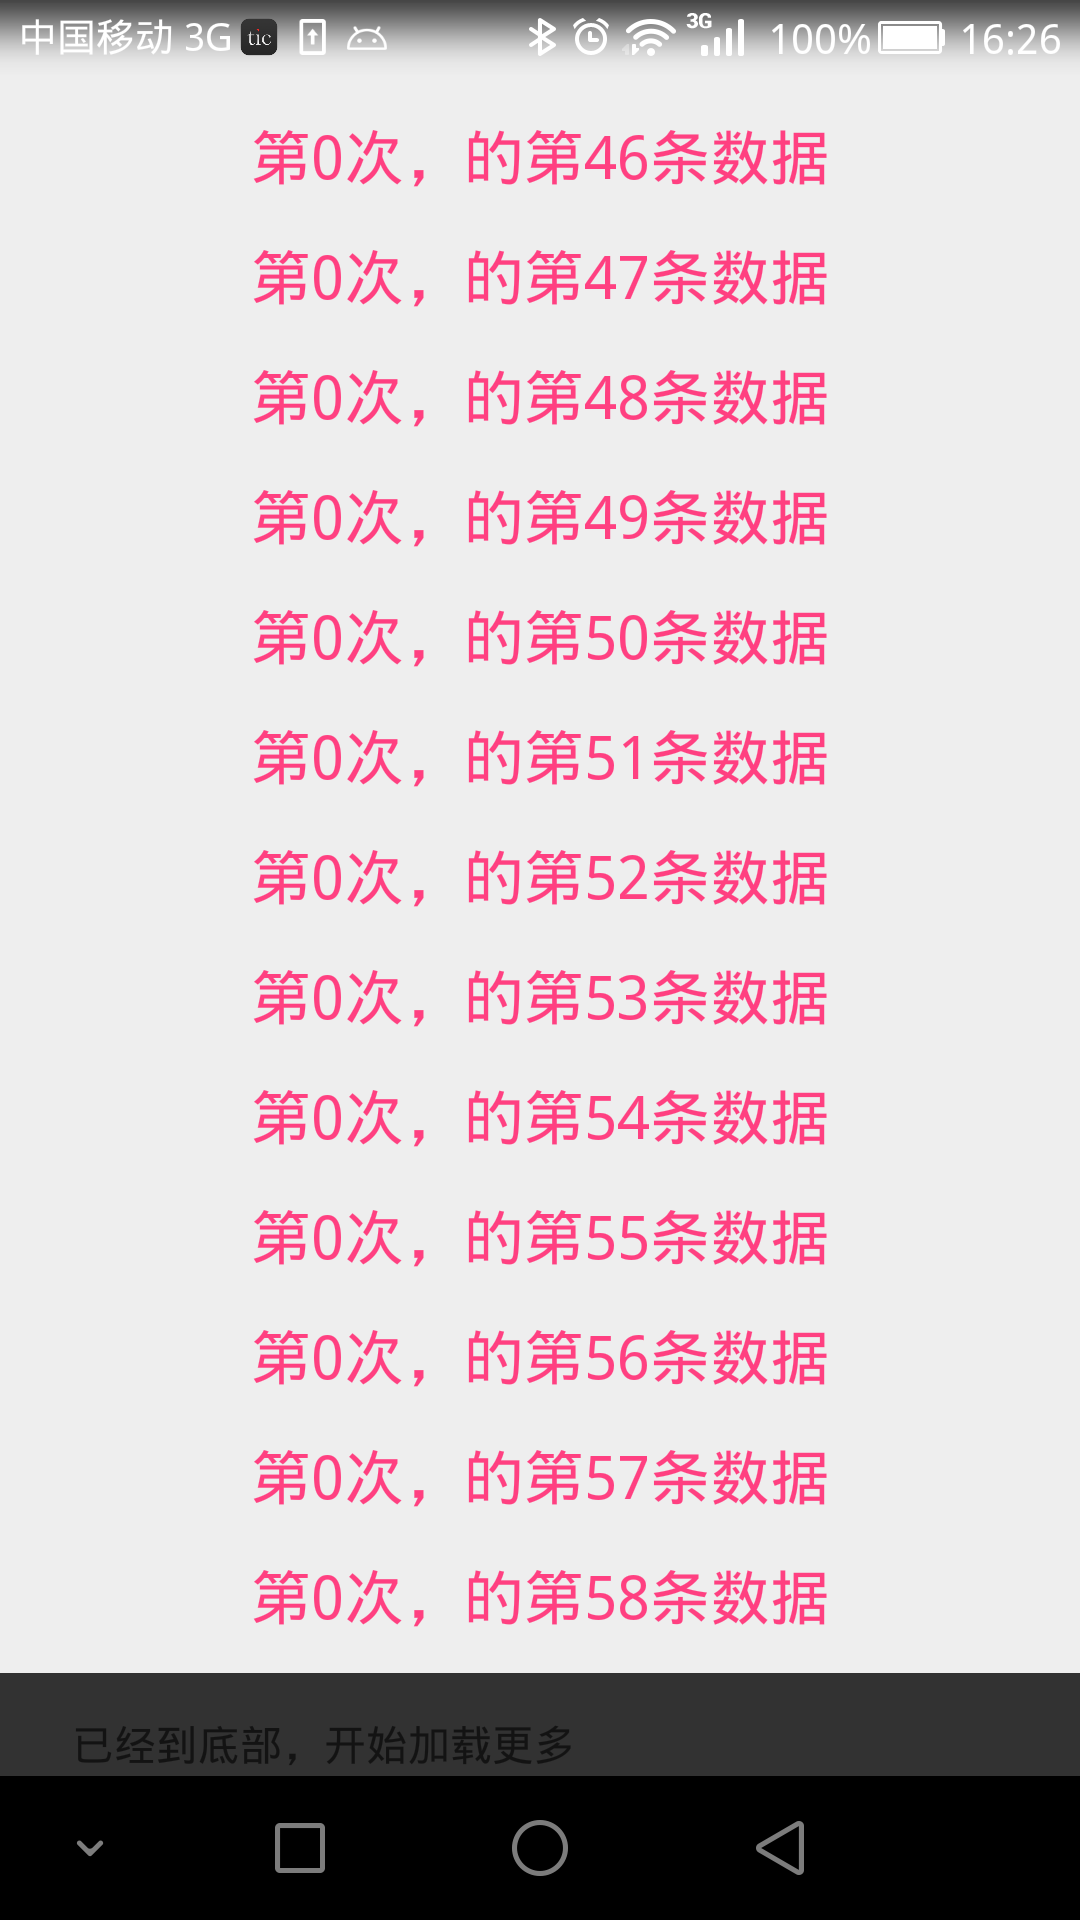 中国移动 3G tic 3G 100% 16:26
第0次，的第46条数据
第0次，的第47条数据
第0次，的第48条数据
第0次，的第49条数据
第0次，的第50条数据
第0次，的第51条数据
第0次，的第52条数据
第0次，的第53条数据
第0次，的第54条数据
第0次，的第55条数据
第0次，的第56条数据
第0次，的第57条数据
第0次，的第58条数据
已经到底部，开始加载更多